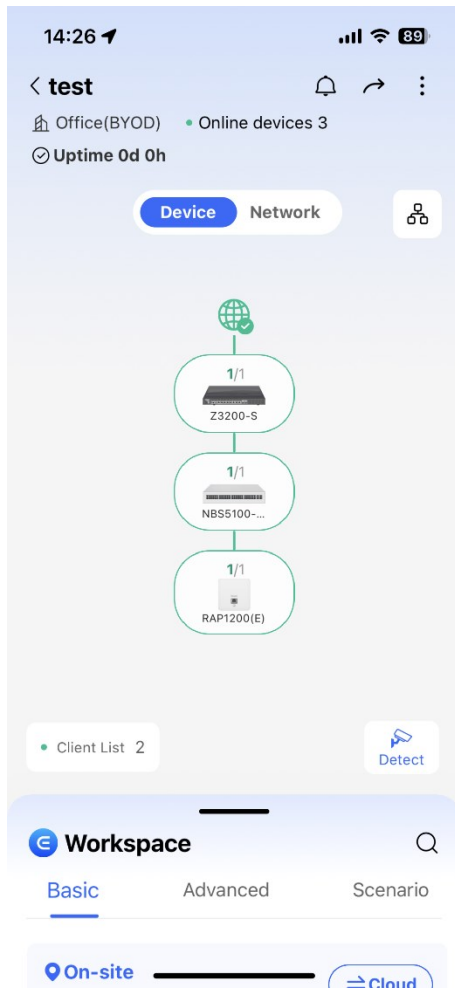 14:26
89
test
Office(BYOD) Online devices 3
Uptime 0d 0h
Device Network
1/1
Z3200-S
1/1
NBS5100-...
1/1
RAP1200(E)
Client List 2
Detect
Workspace
Basic Advanced Scenario
On-site
Cloud